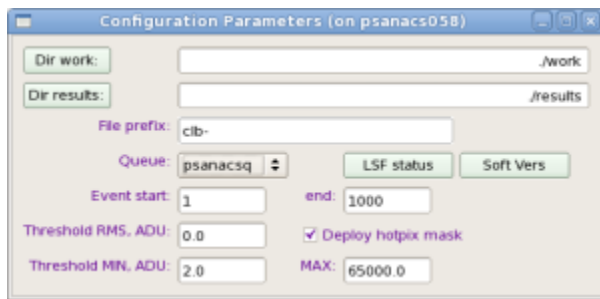 Configuration Parameters (on psanacs058)
Dir work: ./work
Dir results: ./results
File prefix: clb-
Queue: psanacsq LSF status Soft Vers
Event start: 1 end: 1000
Threshold RMS, ADU: 0.0 Deploy hotpix mask
Threshold MIN, ADU: 2.0 MAX: 65000.0